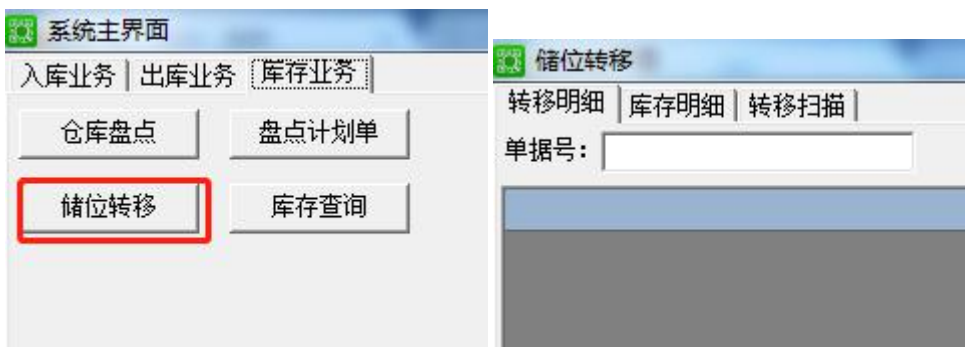 系统主界面
入库业务 出库业务 库存业务
仓库盘点 盘点计划单
储位转移 库存查询
储位转移
转移明细 库存明细 转移扫描
单据号：